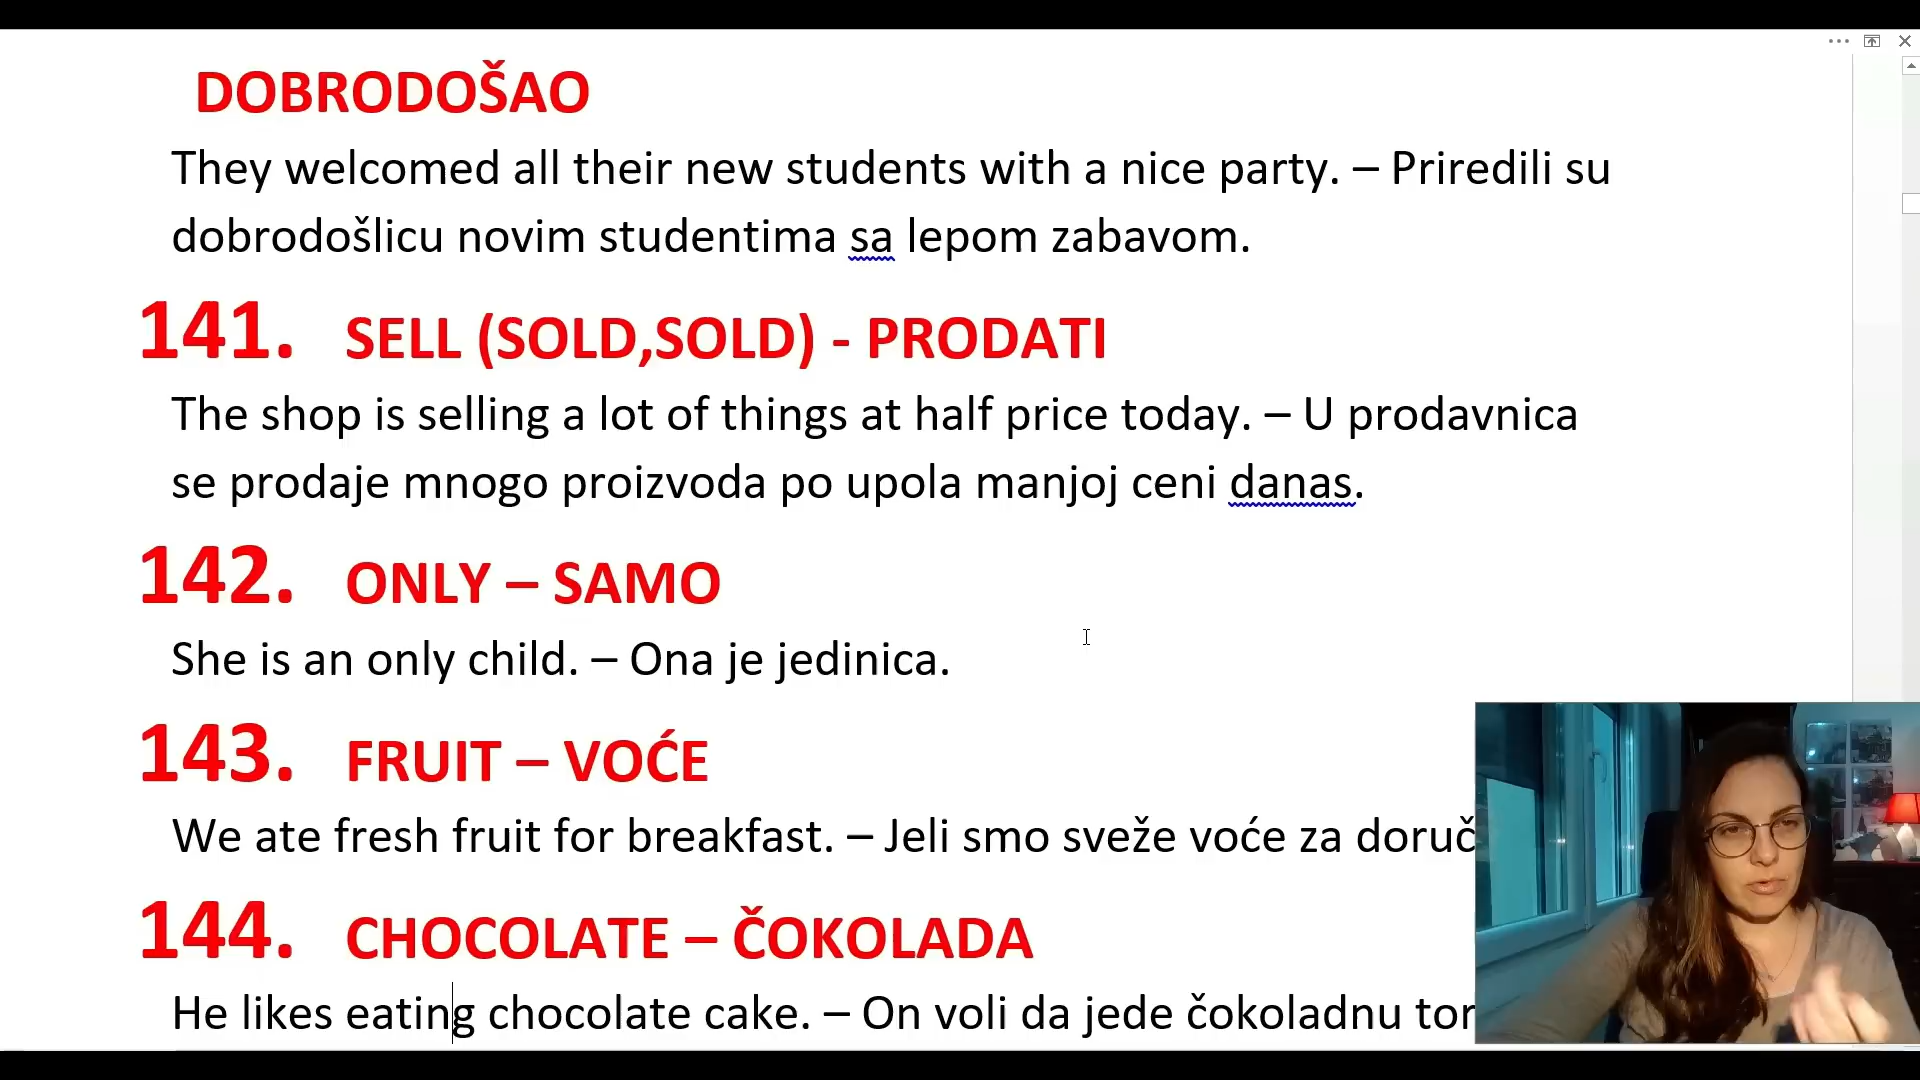 DOBRODOŠAO
They welcomed all their new students with a nice party. – Priredili su
dobrodošlicu novim studentima sa lepom zabavom.
141. SELL (SOLD,SOLD) - PRODATI
The shop is selling a lot of things at half price today. – U prodavnica
se prodaje mnogo proizvoda po upola manjoj ceni danas.
142. ONLY – SAMO
She is an only child. – Ona je jedinica.
143. FRUIT – VOĆE
We ate fresh fruit for breakfast. – Jeli smo sveže voće za doruč
144. CHOCOLATE – ČOKOLADA
He likes eating chocolate cake. – On voli da jede čokoladnu tor